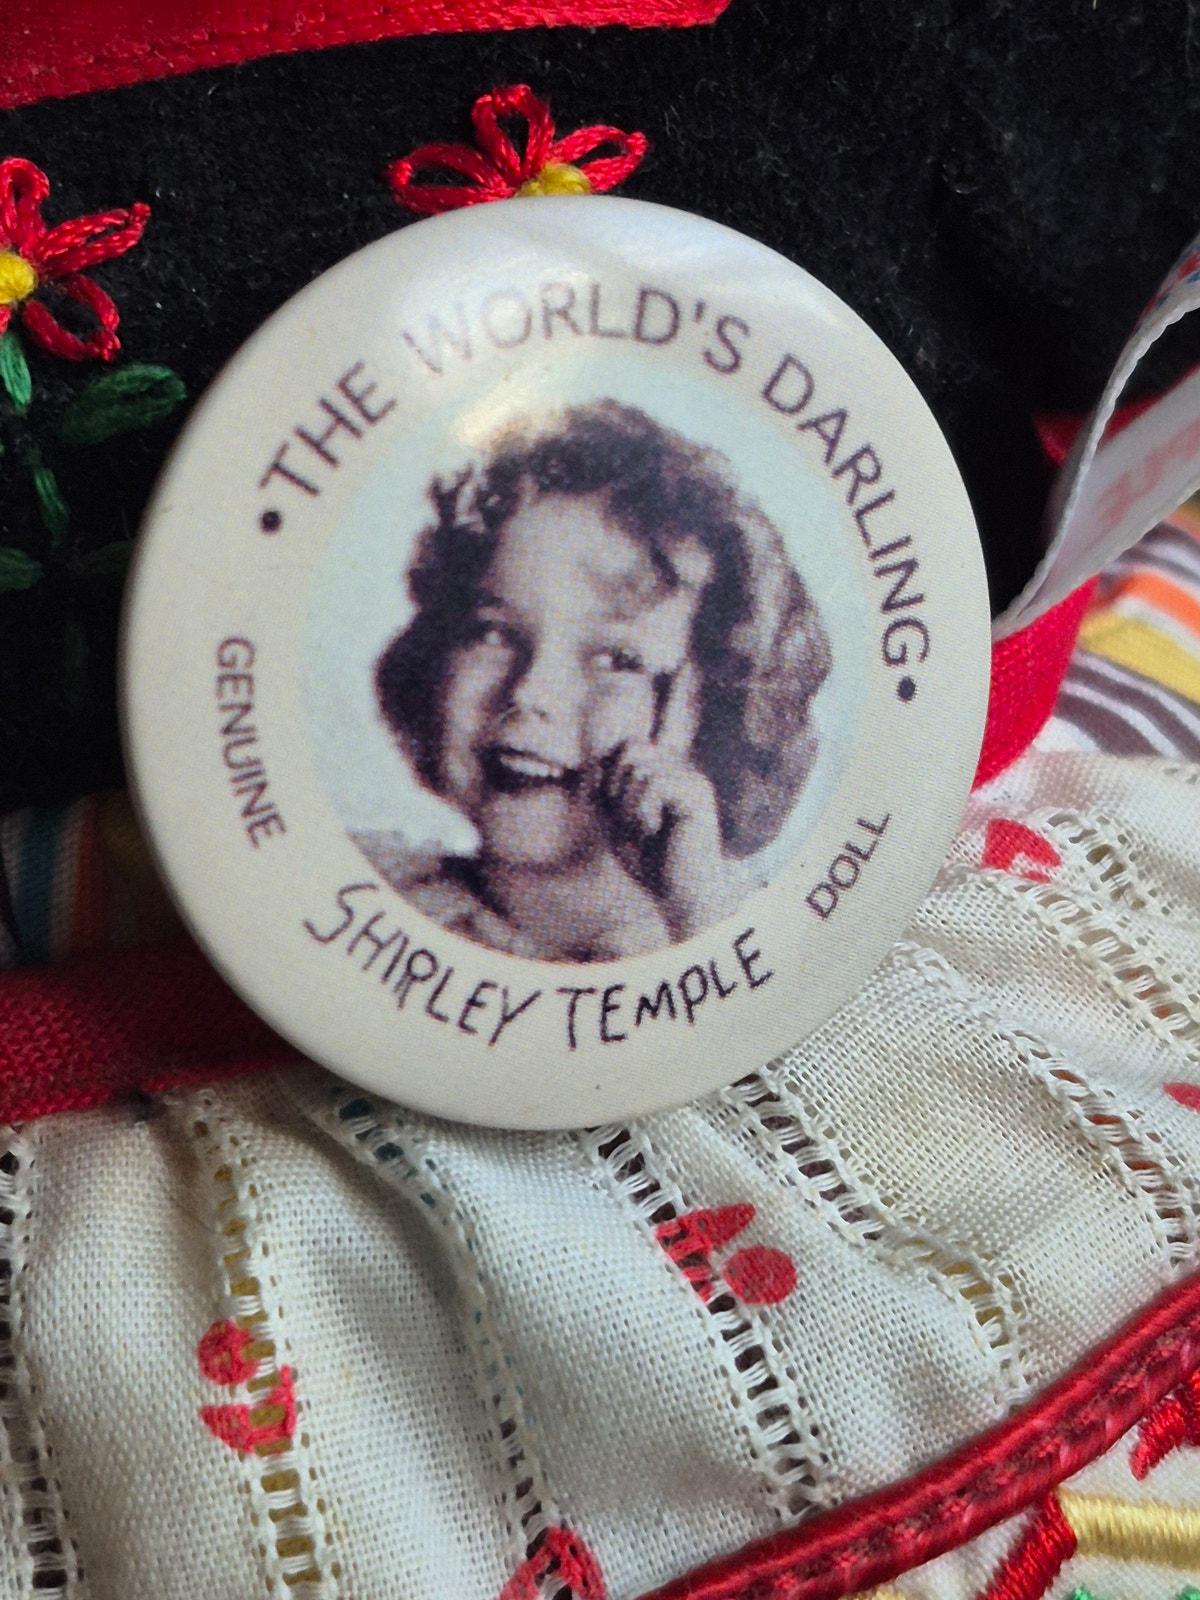 • THE WORLD'S DARLING •
GENUINE
SHIRLEY TEMPLE
DOLL